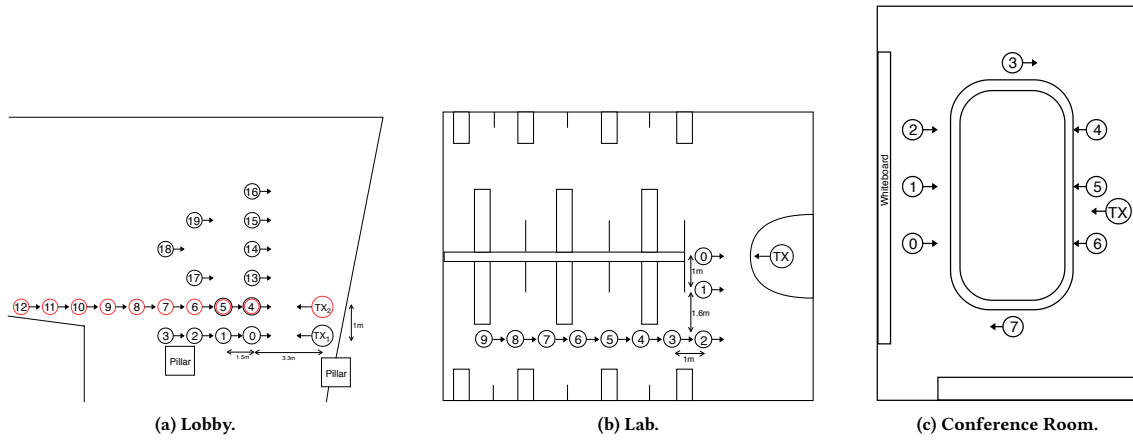 16
19 15
18 14
17 13
12 11 10 9 8 7 6 5 4 TX2
3 2 1 0 TX1
1m
1.5m 3.3m
Pillar
Pillar
(a) Lobby.
0 TX
1m
1
1.6m
9 8 7 6 5 4 3 2
1m
(b) Lab.
3
2 4
1 5
Whiteboard
TX
0 6
7
(c) Conference Room.